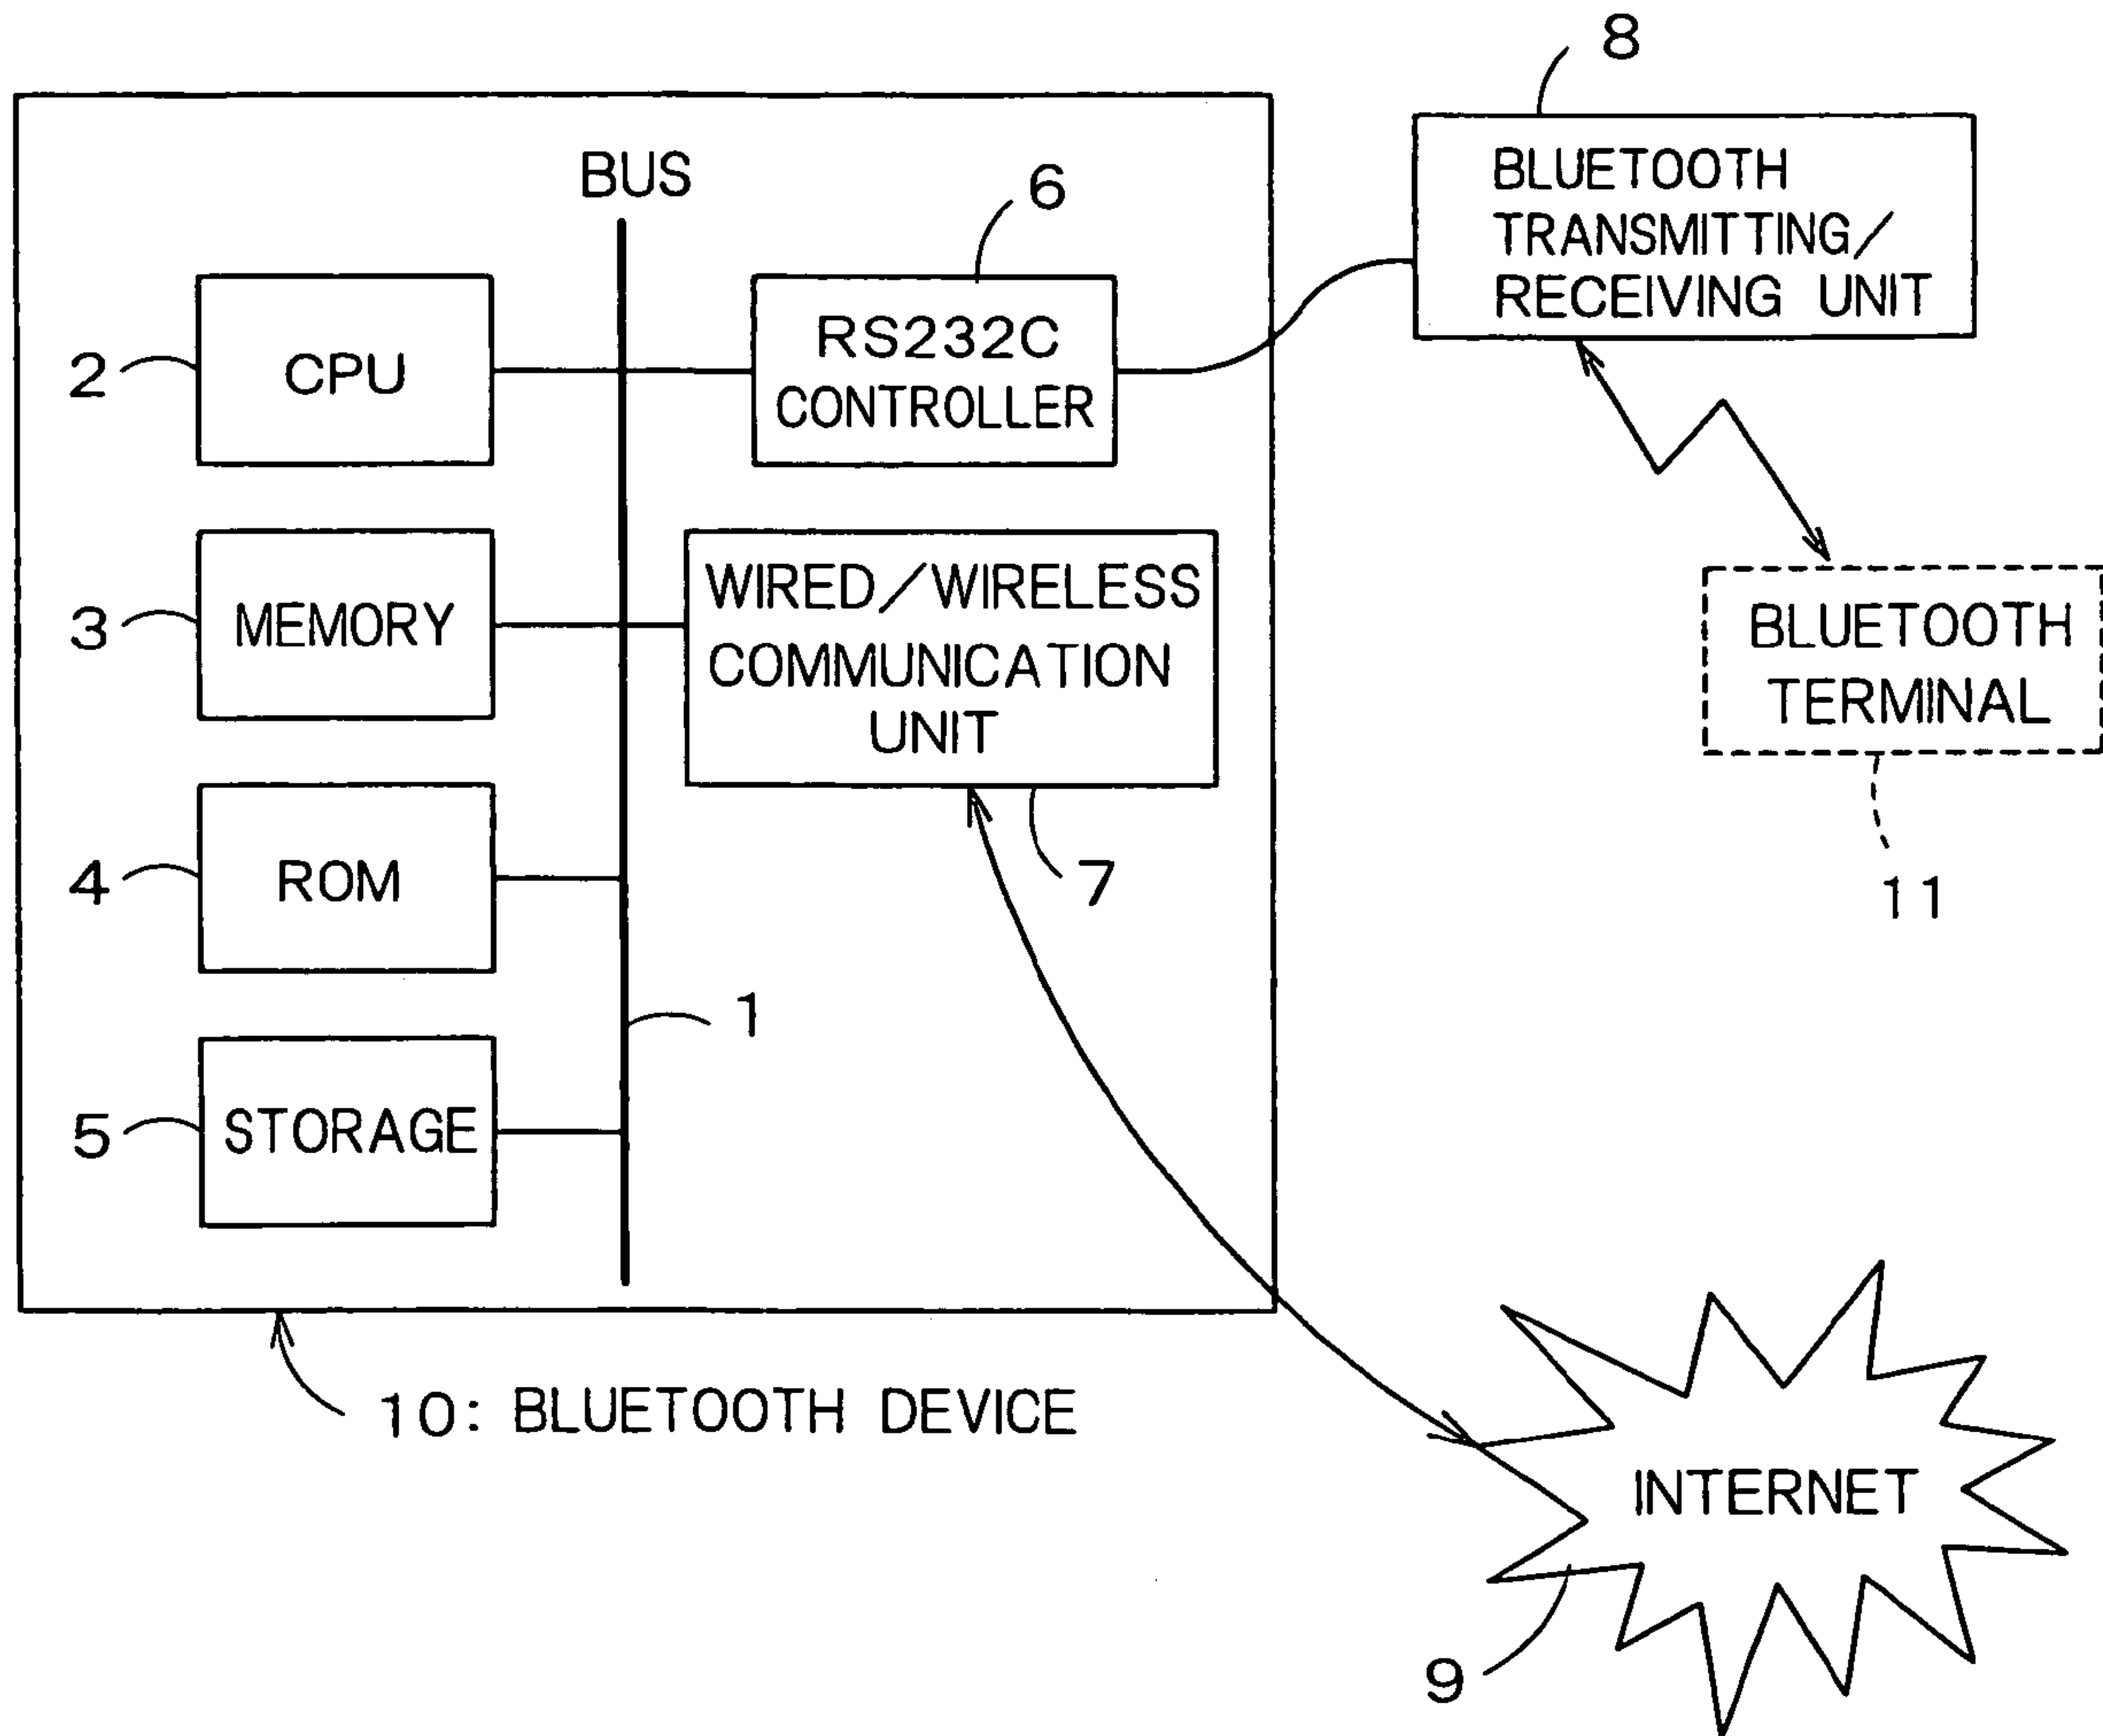 8
BLUETOOTH
TRANSMITTING/
RECEIVING UNIT
BUS
6
2
CPU
RS232C
CONTROLLER
3
MEMORY
WIRED/WIRELESS
COMMUNICATION
UNIT
BLUETOOTH
TERMINAL
11
4
ROM
7
1
5
STORAGE
10: BLUETOOTH DEVICE
INTERNET
9